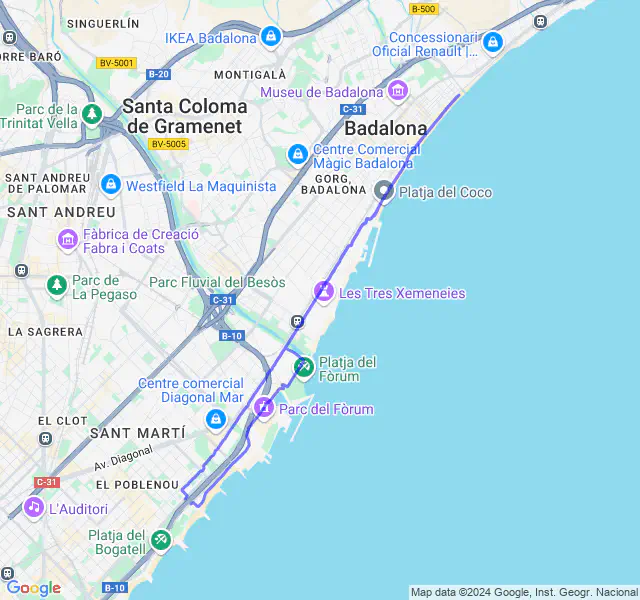 SINGUERLÍN
B-500
IKEA Badalona
Concessionari
Oficial Renault |...
ORRE BARÓ
BV-5001
B-20
MONTIGALÀ
Museu de Badalona
Parc de la
Trinitat Vella
Santa Coloma
de Gramenet
C-31
Badalona
BV-5005
Centre Comercial
Màgic Badalona
SANT ANDREU
DE PALOMAR
Westfield La Maquinista
GORG,
BADALONA
Platja del Coco
SANT ANDREU
Fàbrica de Creació
Fabra i Coats
Parc de
La Pegaso
Parc Fluvial del Besòs
C-31
Les Tres Xemeneies
LA SAGRERA
B-10
Platja del
Fòrum
Centre comercial
Diagonal Mar
Parc del Fòrum
EL CLOT
SANT MARTÍ
Av. Diagonal
C-31
EL POBLENOU
L'Auditori
Platja del
Bogatell
Google
B-10
Map data ©2024 Google, Inst. Geogr. Nacional